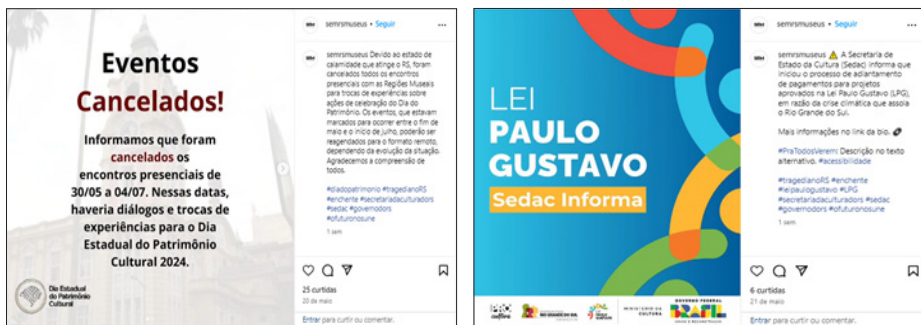 Eventos
Cancelados!
Informamos que foram
cancelados os
encontros presenciais de
30/05 a 04/07. Nessas datas,
haveria diálogos e trocas de
experiências para o Dia
Estadual do Patrimônio
Cultural 2024.
Dia Estadual
do Patrimônio
Cultural
semrsmuseus • Seguir
semrsmuseus Devido ao estado de
calamidade que atinge o RS, foram
cancelados todos os encontros
presenciais com as Regiões Museais
para trocas de experiências sobre
ações de celebração do Dia do
Patrimônio. Os eventos, que estavam
marcados para ocorrer entre o fim de
maio e o início de julho, poderão ser
reagendados para o formato remoto,
dependendo da evolução da situação.
Agradecemos a compreensão de
todos.
#diadopatrimonio #tragedianoRS
#enchente #secretariadaculturadors
#sedac #governodors #ofuturonosune
1 sem
25 curtidas
20 de maio
Entrar para curtir ou comentar.
LEI
PAULO
GUSTAVO
Sedac Informa
PRÓ
cultura
RIO GRANDE DO SUL
MINISTÉRIO DA
CULTURA
GOVERNO FEDERAL
BRASIL
semrsmuseus • Seguir
semrsmuseus ⚠️ A Secretaria de
Estado da Cultura (Sedac) informa que
iniciou o processo de adiantamento
de pagamentos para projetos
aprovados na Lei Paulo Gustavo (LPG),
em razão da crise climática que assola
o Rio Grande do Sul.
Mais informações no link da bio.
#PraTodosVerem: Descrição no texto
alternativo. #acessibilidade
#tragedianoRS #enchente
#leipaulogustavo #LPG
#secretariadaculturadors #sedac
#governodors #ofuturonosune
1 sem
6 curtidas
21 de maio
Entrar para curtir ou comentar.